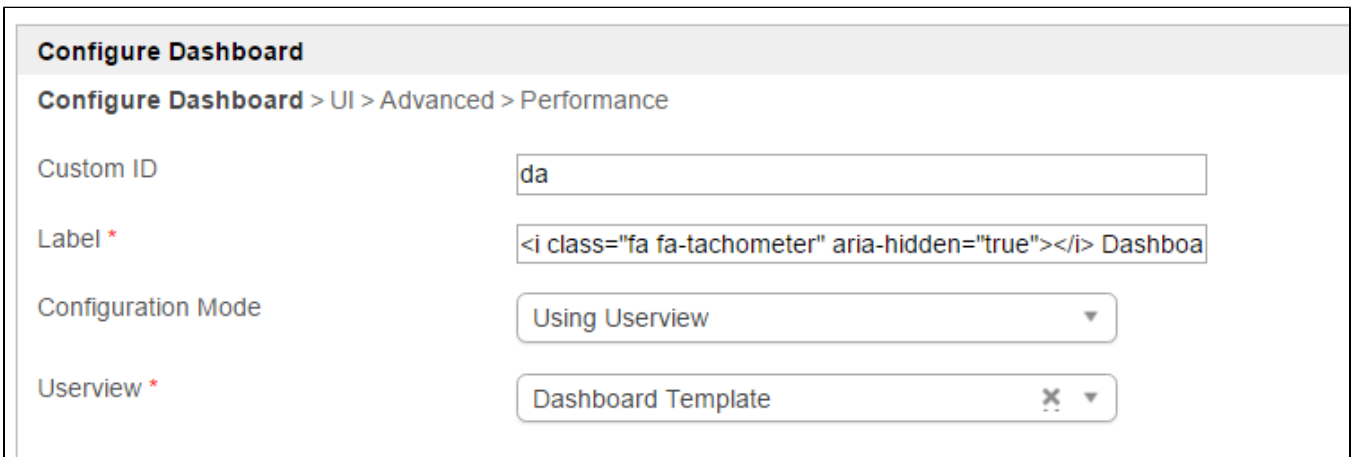 Configure Dashboard
Configure Dashboard > UI > Advanced > Performance
Custom ID
da
Label *
<i class="fa fa-tachometer" aria-hidden="true"></i> Dashboa
Configuration Mode
Using Userview
Userview *
Dashboard Template